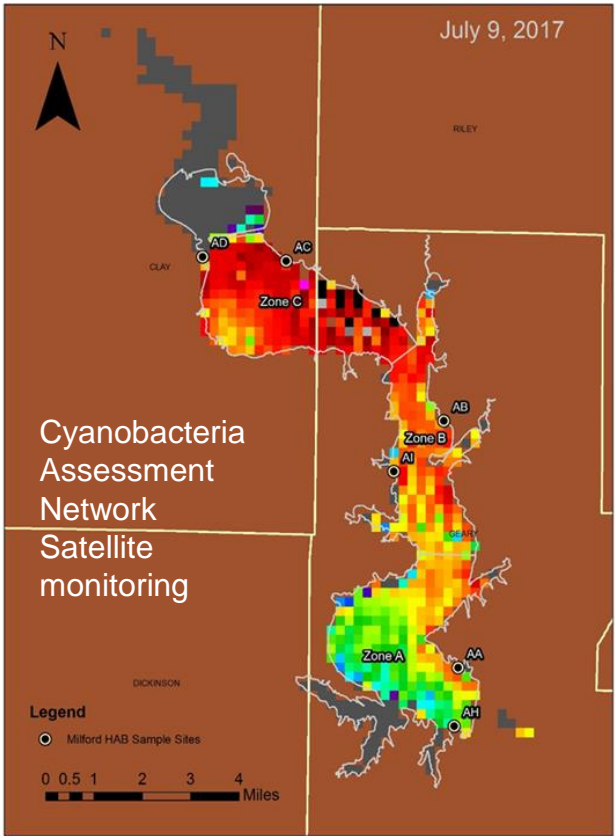 July 9, 2017
N
RILEY
AD
AC
CLAY
Zone C
AB
Zone B
AI
Cyanobacteria
Assessment
Network
Satellite
monitoring
GEARY
Zone A
AA
DICKINSON
AH
Legend
Milford HAB Sample Sites
0 0.5 1 2 3 4
Miles